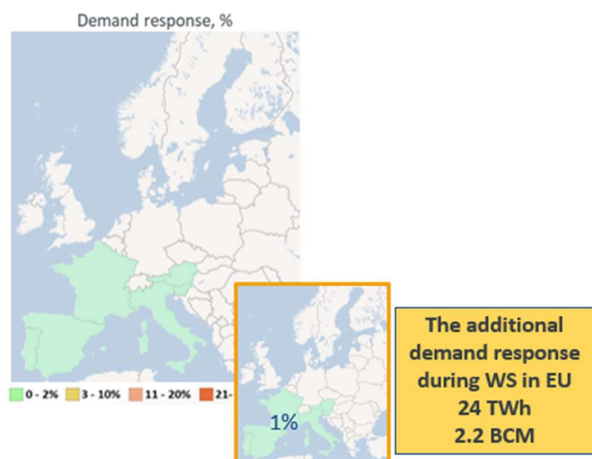 Demand response, %
0 - 2% 3 - 10% 11 - 20% 21-
1%
The additional
demand response
during WS in EU
24 TWh
2.2 BCM